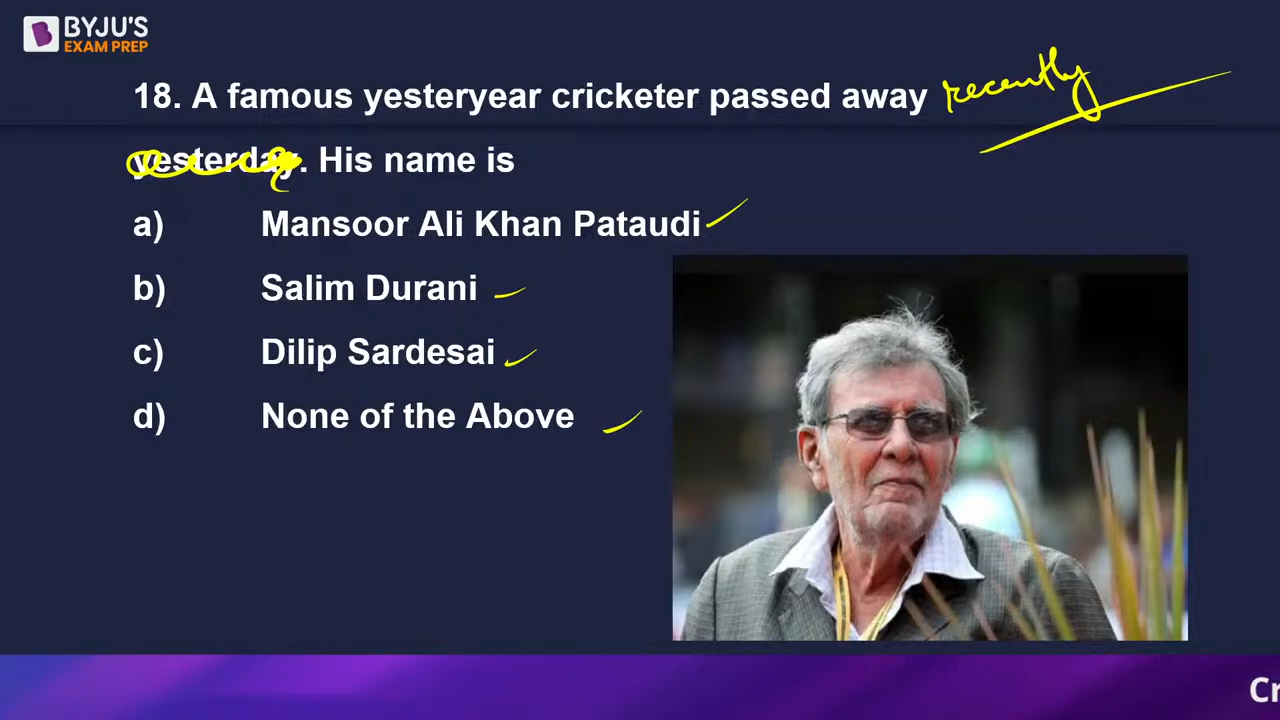 BYJU'S
EXAM PREP
18. A famous yesteryear cricketer passed away recently
yesterday. His name is
a) Mansoor Ali Khan Pataudi
b) Salim Durani
c) Dilip Sardesai
d) None of the Above
Cr